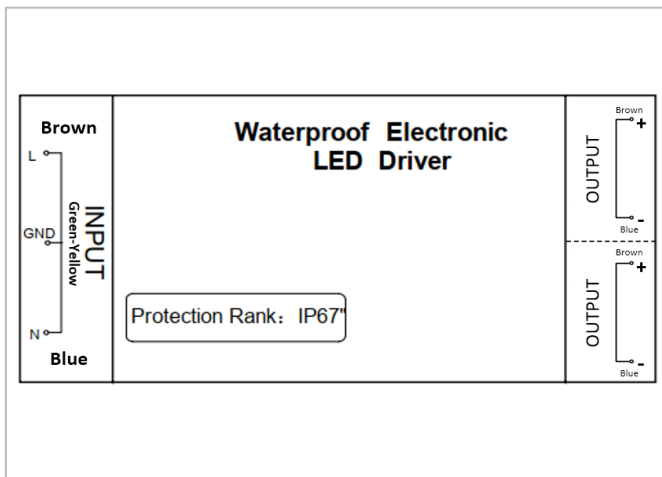 Brown
L
GND
Green-Yellow
INPUT
N
Blue
Waterproof Electronic
LED Driver
Protection Rank： IP67"
Brown
+
OUTPUT
-
Blue
Brown
+
OUTPUT
-
Blue